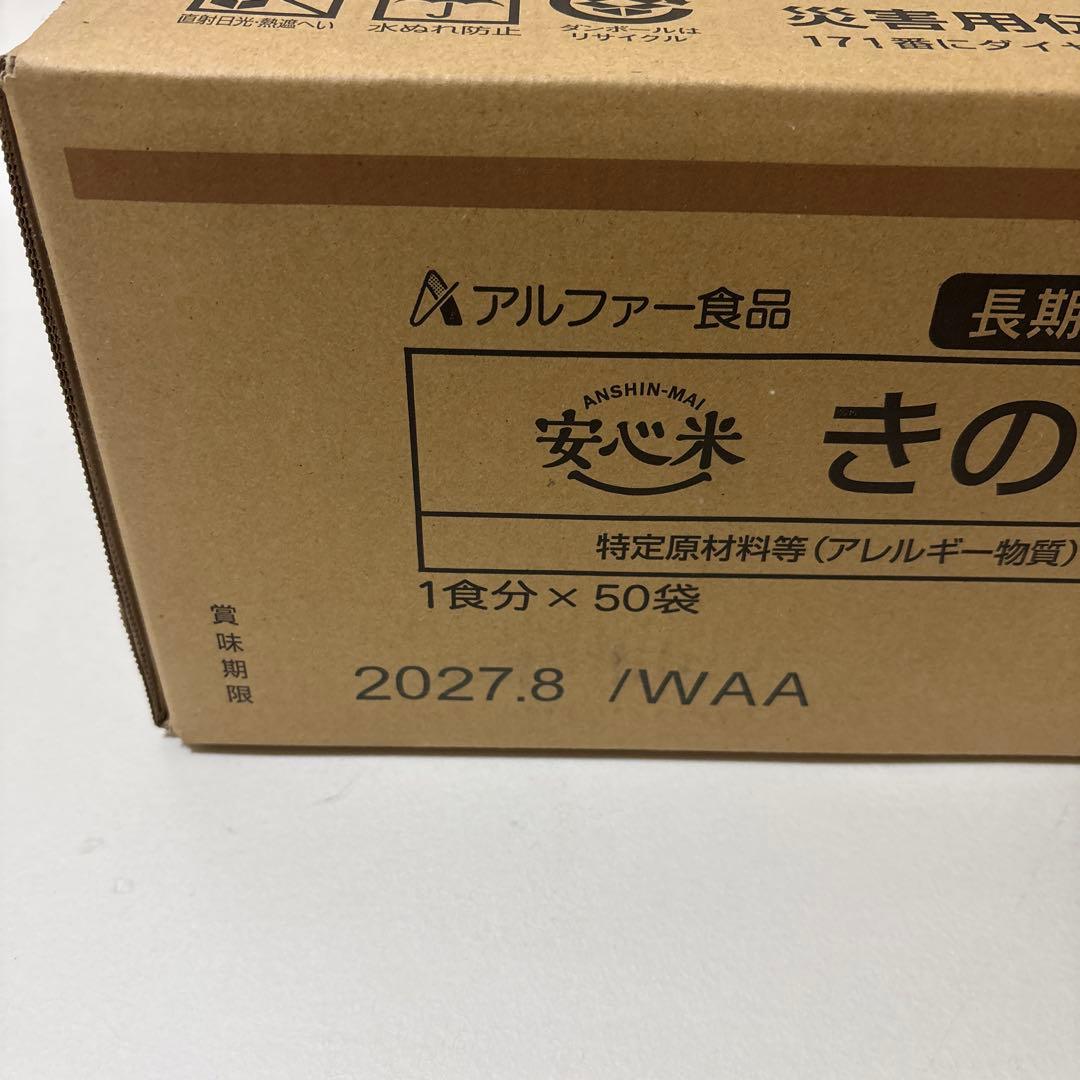 直射日光・熱遮へい
水ぬれ防止
ダンボールは
リサイクル
災害用伝
171番にダイヤ
アルファー食品
長期
ANSHIN-MAI
安心米
きの
特定原材料等(アレルギー物質)
1食分×50袋
賞味期限
2027.8 /WAA